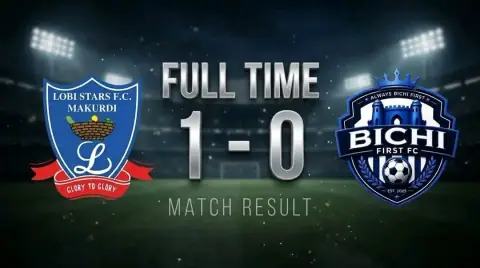 LOBI STARS F.C.
MAKURDI
L
GLORY TO GLORY
FULL TIME
1 - 0
MATCH RESULT
ALWAYS BICHI FIRST
BICHI
FIRST FC
EST. 2025